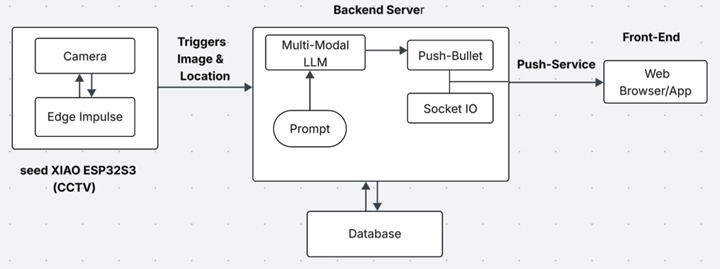 Backend Server
Camera
Edge Impulse
seed XIAO ESP32S3
(CCTV)
Triggers
Image &
Location
Multi-Modal
LLM
Prompt
Push-Bullet
Socket IO
Push-Service
Front-End
Web
Browser/App
Database